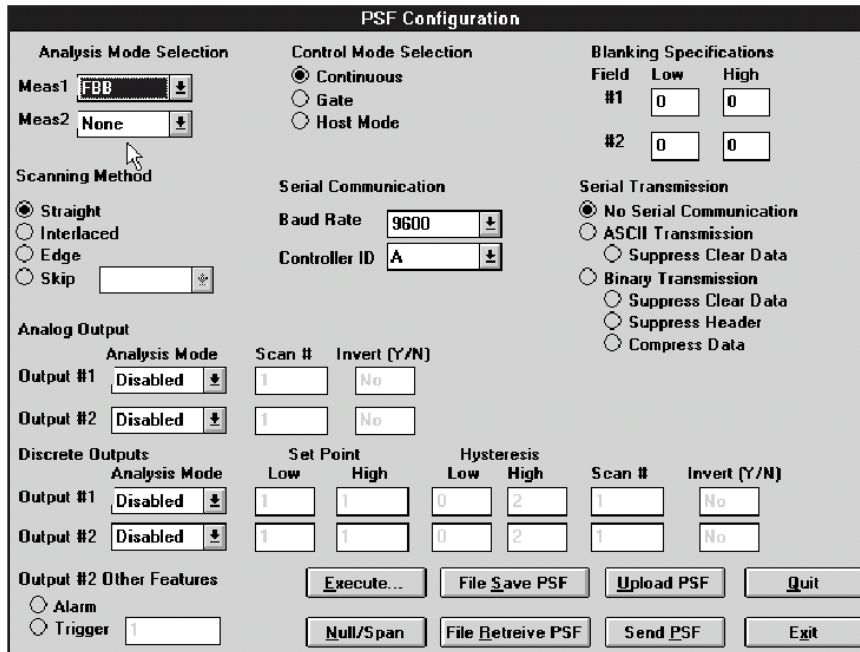 PSF Configuration
Analysis Mode Selection
Meas1 FBB
Meas2 None
Control Mode Selection
Continuous
Gate
Host Mode
Blanking Specifications
Field Low High
#1 0 0
#2 0 0
Scanning Method
Straight
Interlaced
Edge
Skip
Serial Communication
Baud Rate 9600
Controller ID A
Serial Transmission
No Serial Communication
ASCII Transmission
Suppress Clear Data
Binary Transmission
Suppress Clear Data
Suppress Header
Compress Data
Analog Output
Analysis Mode Scan # Invert (Y/N)
Output #1 Disabled 1 No
Output #2 Disabled 1 No
Discrete Outputs Set Point Hysteresis
Analysis Mode Low High Low High Scan # Invert (Y/N)
Output #1 Disabled 1 1 0 2 1 No
Output #2 Disabled 1 1 0 2 1 No
Output #2 Other Features
Alarm
Trigger 1
Execute... File Save PSF Upload PSF Quit
Null/Span File Retreive PSF Send PSF Exit